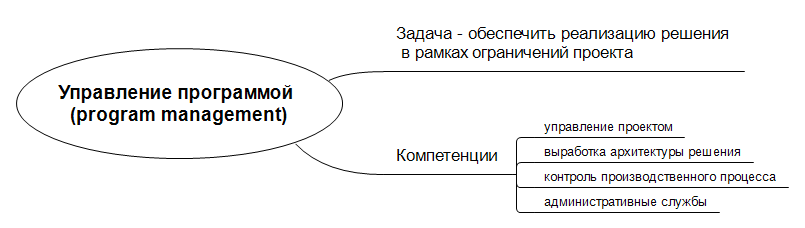 Управление программой
(program management)
Задача - обеспечить реализацию решения
в рамках ограничений проекта
Компетенции
управление проектом
выработка архитектуры решения
контроль производственного процесса
административные службы